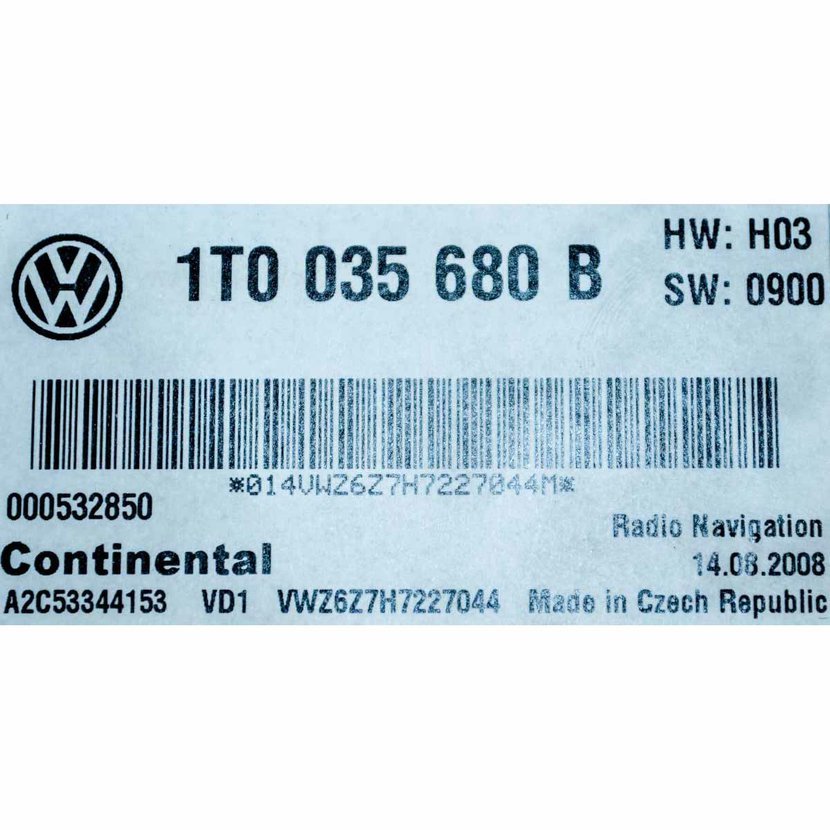 1T0 035 680 B
HW: H03
SW: 0900
*014VWZ6Z7H7227044M*
000532850
Radio Navigation
Continental
14.08.2008
A2C53344153 VD1 VWZ6Z7H7227044 Made in Czech Republic